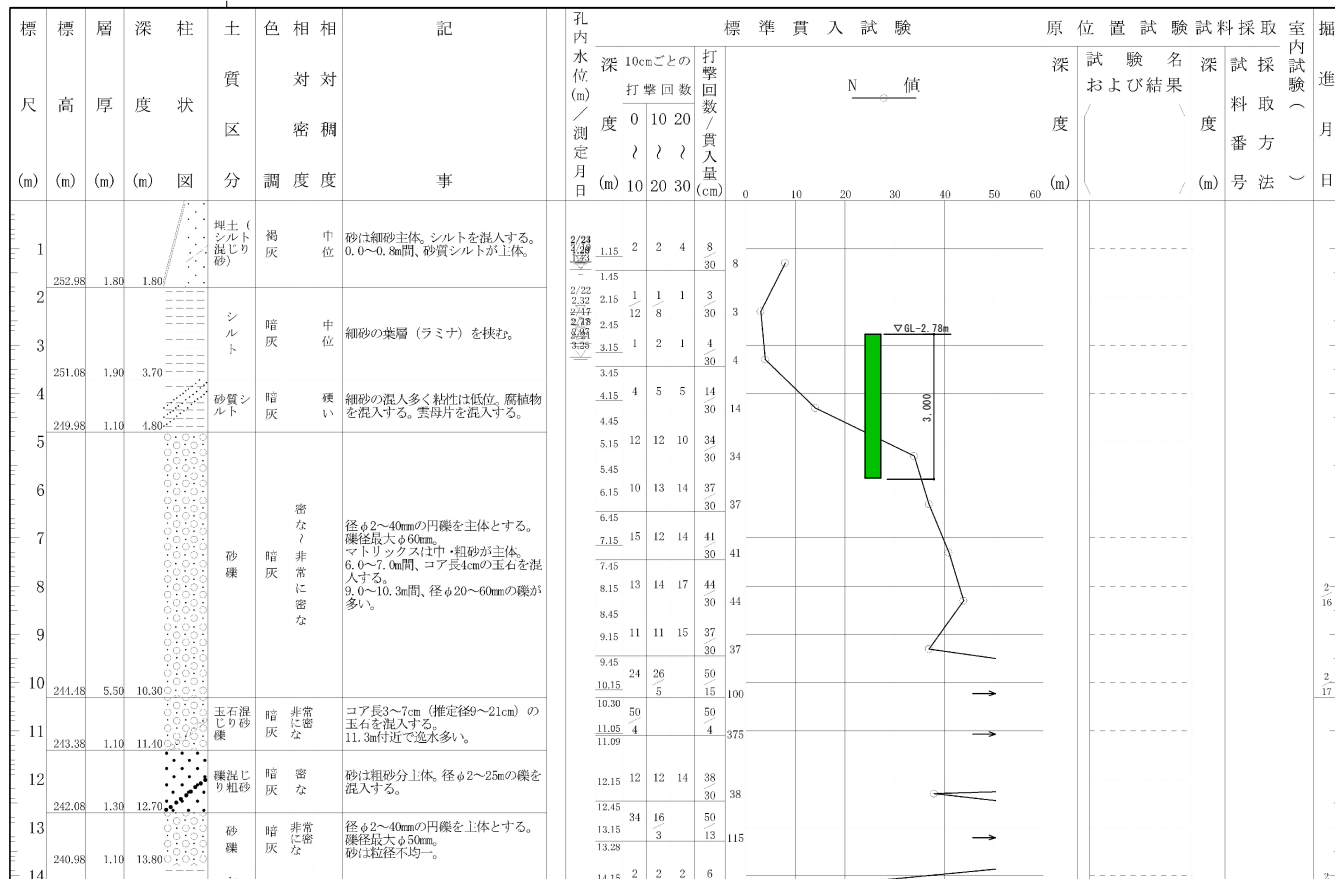 標尺(m)
標高(m)
層厚(m)
深度(m)
柱状図
土質区分
色調
相対密度
相対稠度
記事
孔内水位(m)／測定月日
標準貫入試験
深度(m)
10cmごとの
打撃回数
0 10 20
～ ～ ～
10 20 30
打撃回数／貫入量(cm)
N 値
0 10 20 30 40 50 60
原位置試験
深度(m)
試験名
および結果
試料採取
深度(m)
試料番号
採取方法
室内試験（ ）
掘進月日
1
252.98 1.80 1.80
埋土（
シルト
混じり
砂）
褐灰
中位
砂は細砂主体。シルトを混入する。
0.0～0.8m間、砂質シルトが主体。
1.15 2 2 4 8/30 8
1.45
2
2/22
2.32
2.15 1/12 1/8 1 3/30 3
2.45
シルト
暗灰
中位
細砂の葉層（ラミナ）を挟む。
▽GL-2.78m
3.000
3
251.08 1.90 3.70
3.28
3.15 1 2 1 4/30 4
3.45
4
249.98 1.10 4.80
砂質シ
ルト
暗灰
硬い
細砂の混入多く粘性は低位。腐植物
を混入する。雲母片を混入する。
4.15 4 5 5 14/30 14
4.45
5
5.15 12 12 10 34/30 34
5.45
6
6.15 10 13 14 37/30 37
6.45
7
砂礫
暗灰
密な～非常に密な
径φ2～40mmの円礫を主体とする。
礫径最大φ60mm。
マトリックスは中・粗砂が主体。
6.0～7.0m間、コア長4cmの玉石を混
入する。
9.0～10.3m間、径φ20～60mmの礫が
多い。
7.15 15 12 14 41/30 41
7.45
8
8.15 13 14 17 44/30 44
8.45
2/16
9
9.15 11 11 15 37/30 37
9.45
10
244.48 5.50 10.30
10.15 24 26/5 50/15 100
10.30
2/17
11
243.38 1.10 11.40
玉石混
じり砂
礫
暗灰
非常に密な
コア長3～7cm（推定径9～21cm）の
玉石を混入する。
11.3m付近で逸水多い。
11.05 50/4 50/4 375
11.09
12
242.08 1.30 12.70
礫混じ
り粗砂
暗灰
密な
砂は粗砂分主体。径φ2～25mの礫を
混入する。
12.15 12 12 14 38/30 38
12.45
13
240.98 1.10 13.80
砂礫
暗灰
非常に密な
径φ2～40mmの円礫を主体とする。
礫径最大φ50mm。
砂は粒径不均一。
13.15 34 16/3 50/13 115
13.28
14
14.15 2 2 2 6